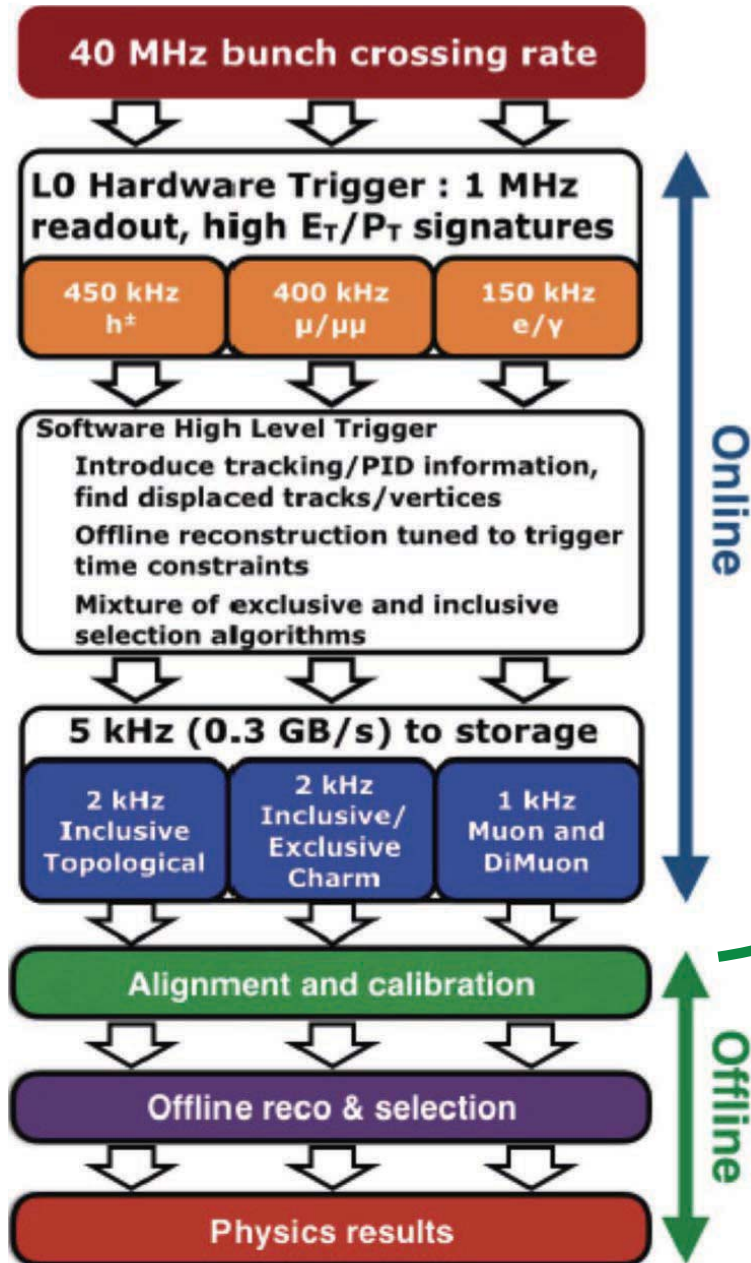 40 MHz bunch crossing rate
L0 Hardware Trigger : 1 MHz
readout, high E_T/P_T signatures
450 kHz
h±
400 kHz
μ/μμ
150 kHz
e/γ
Software High Level Trigger
Introduce tracking/PID information,
find displaced tracks/vertices
Offline reconstruction tuned to trigger
time constraints
Mixture of exclusive and inclusive
selection algorithms
5 kHz (0.3 GB/s) to storage
2 kHz
Inclusive
Topological
2 kHz
Inclusive/
Exclusive
Charm
1 kHz
Muon and
DiMuon
Online
Alignment and calibration
Offline reco & selection
Physics results
Offline